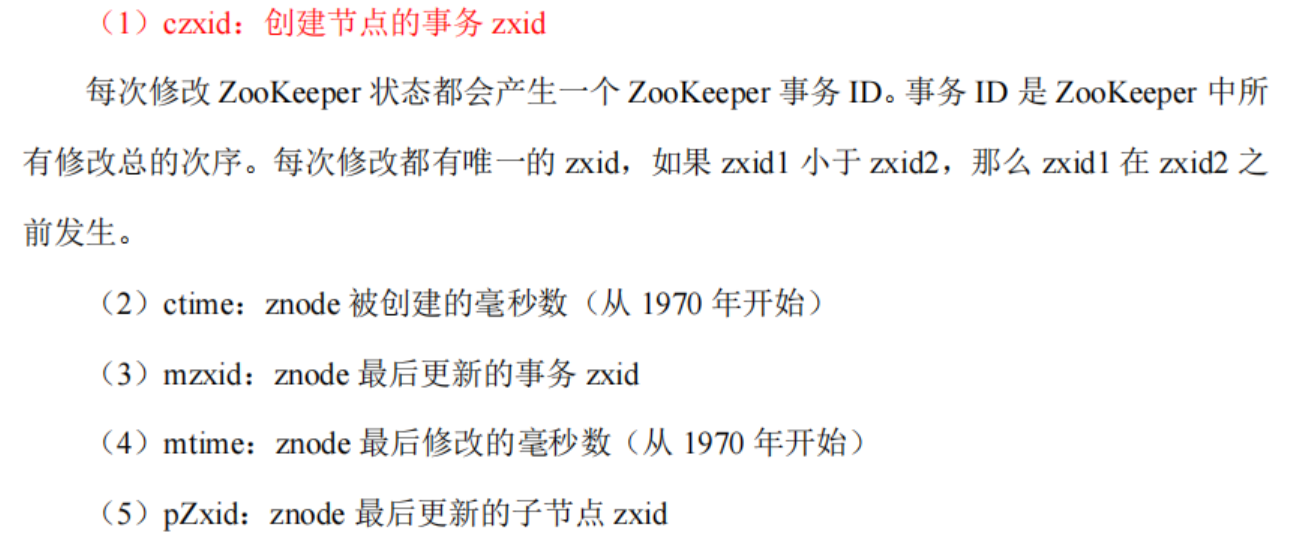 （1）czxid：创建节点的事务 zxid
每次修改 ZooKeeper 状态都会产生一个 ZooKeeper 事务 ID。事务 ID 是 ZooKeeper 中所
有修改总的次序。每次修改都有唯一的 zxid，如果 zxid1 小于 zxid2，那么 zxid1 在 zxid2 之
前发生。
（2）ctime：znode 被创建的毫秒数（从 1970 年开始）
（3）mzxid：znode 最后更新的事务 zxid
（4）mtime：znode 最后修改的毫秒数（从 1970 年开始）
（5）pZxid：znode 最后更新的子节点 zxid